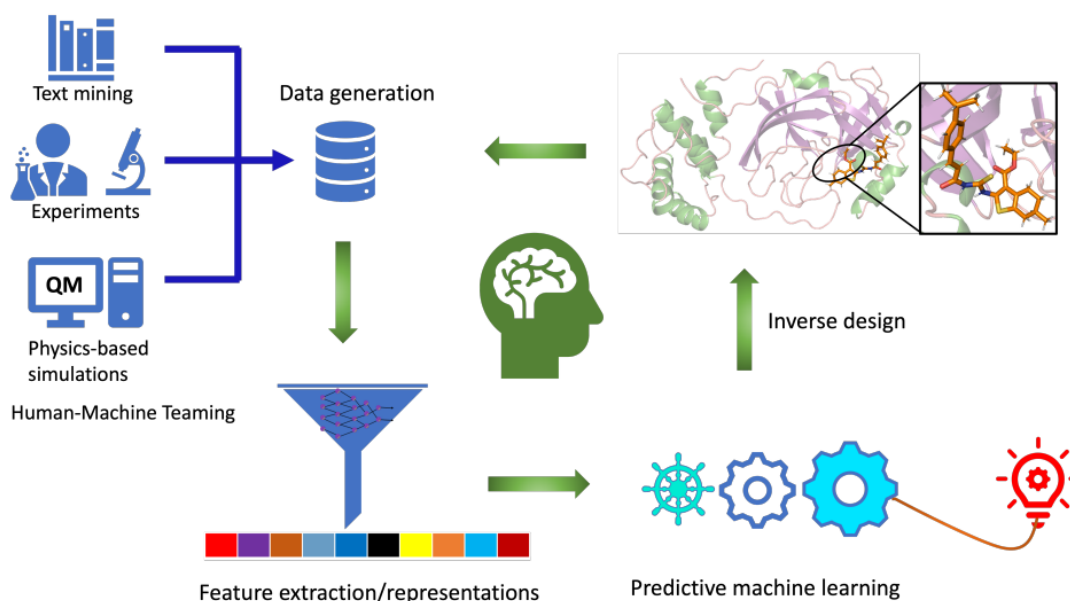 Text mining
Data generation
Experiments
QM
Physics-based
simulations
Human-Machine Teaming
Inverse design
Feature extraction/representations
Predictive machine learning